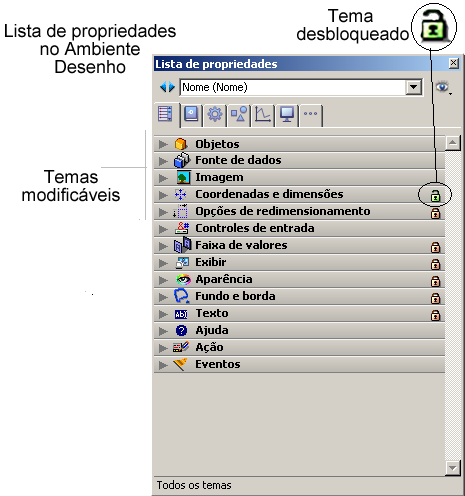 Lista de propriedades
no Ambiente
Desenho
Tema
desbloqueado
Lista de propriedades
Nome (Nome)
Temas
modificáveis
Objetos
Fonte de dados
Imagem
Coordenadas e dimensões
Opções de redimensionamento
Controles de entrada
Faixa de valores
Exibir
Aparência
Fundo e borda
Texto
Ajuda
Ação
Eventos
Todos os temas